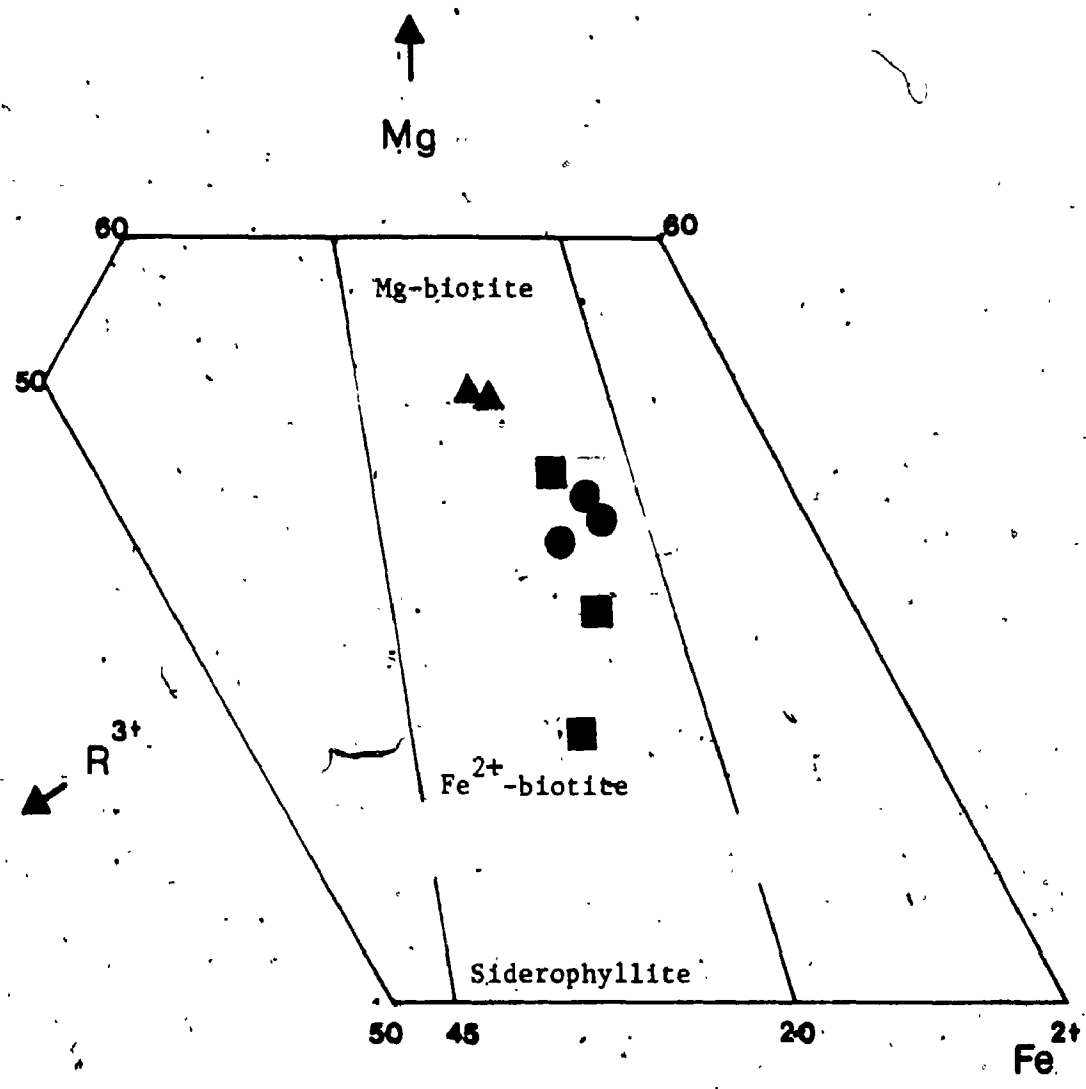 Mg
60 60
Mg-biotite
50
R3+
Fe2+-biotite
Siderophyllite
50 45 20
Fe2+